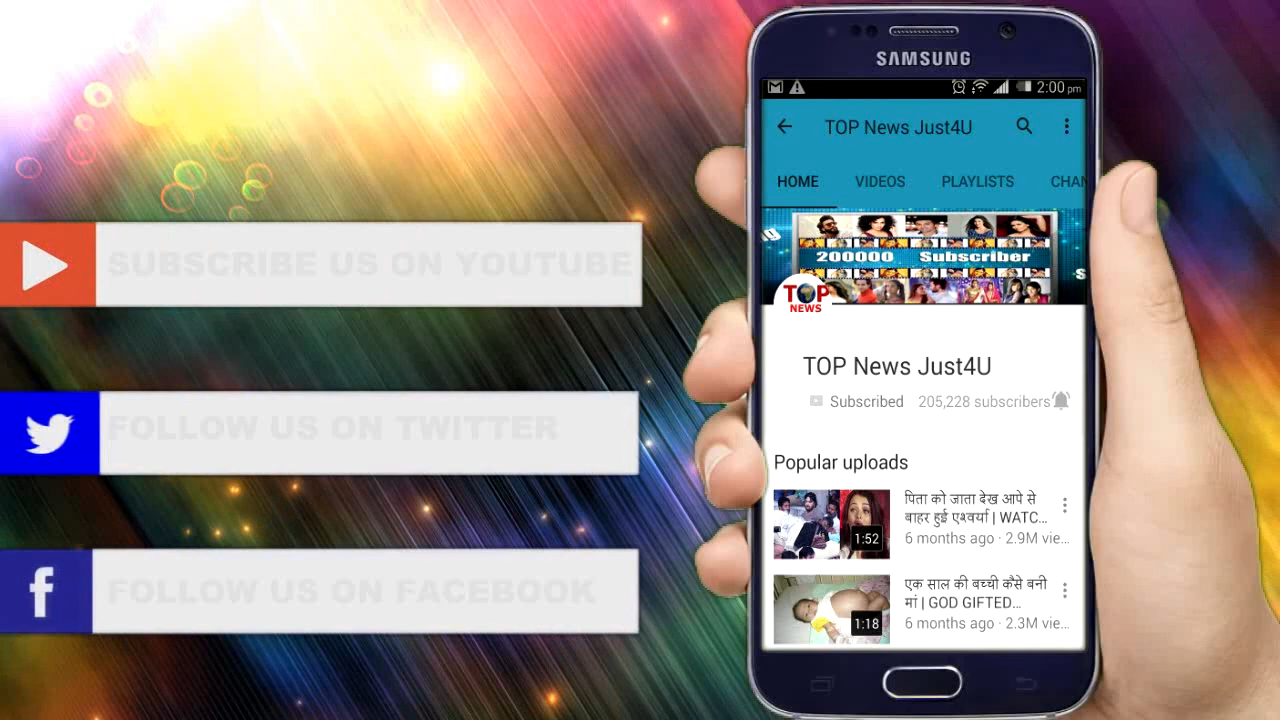 SAMSUNG
2:00 pm
TOP News Just4U
HOME VIDEOS PLAYLISTS CHAN
200000 Subscriber
TOP
NEWS
SUBSCRIBE US ON YOUTUBE
TOP News Just4U
Subscribed 205,228 subscribers
FOLLOW US ON TWITTER
Popular uploads
पिता को जाता देख आपे से
बाहर हुई एश्वर्या | WATC...
6 months ago · 2.9M vie...
1:52
FOLLOW US ON FACEBOOK
एक साल की बच्ची कैसे बनी
मां | GOD GIFTED...
6 months ago · 2.3M vie...
1:18